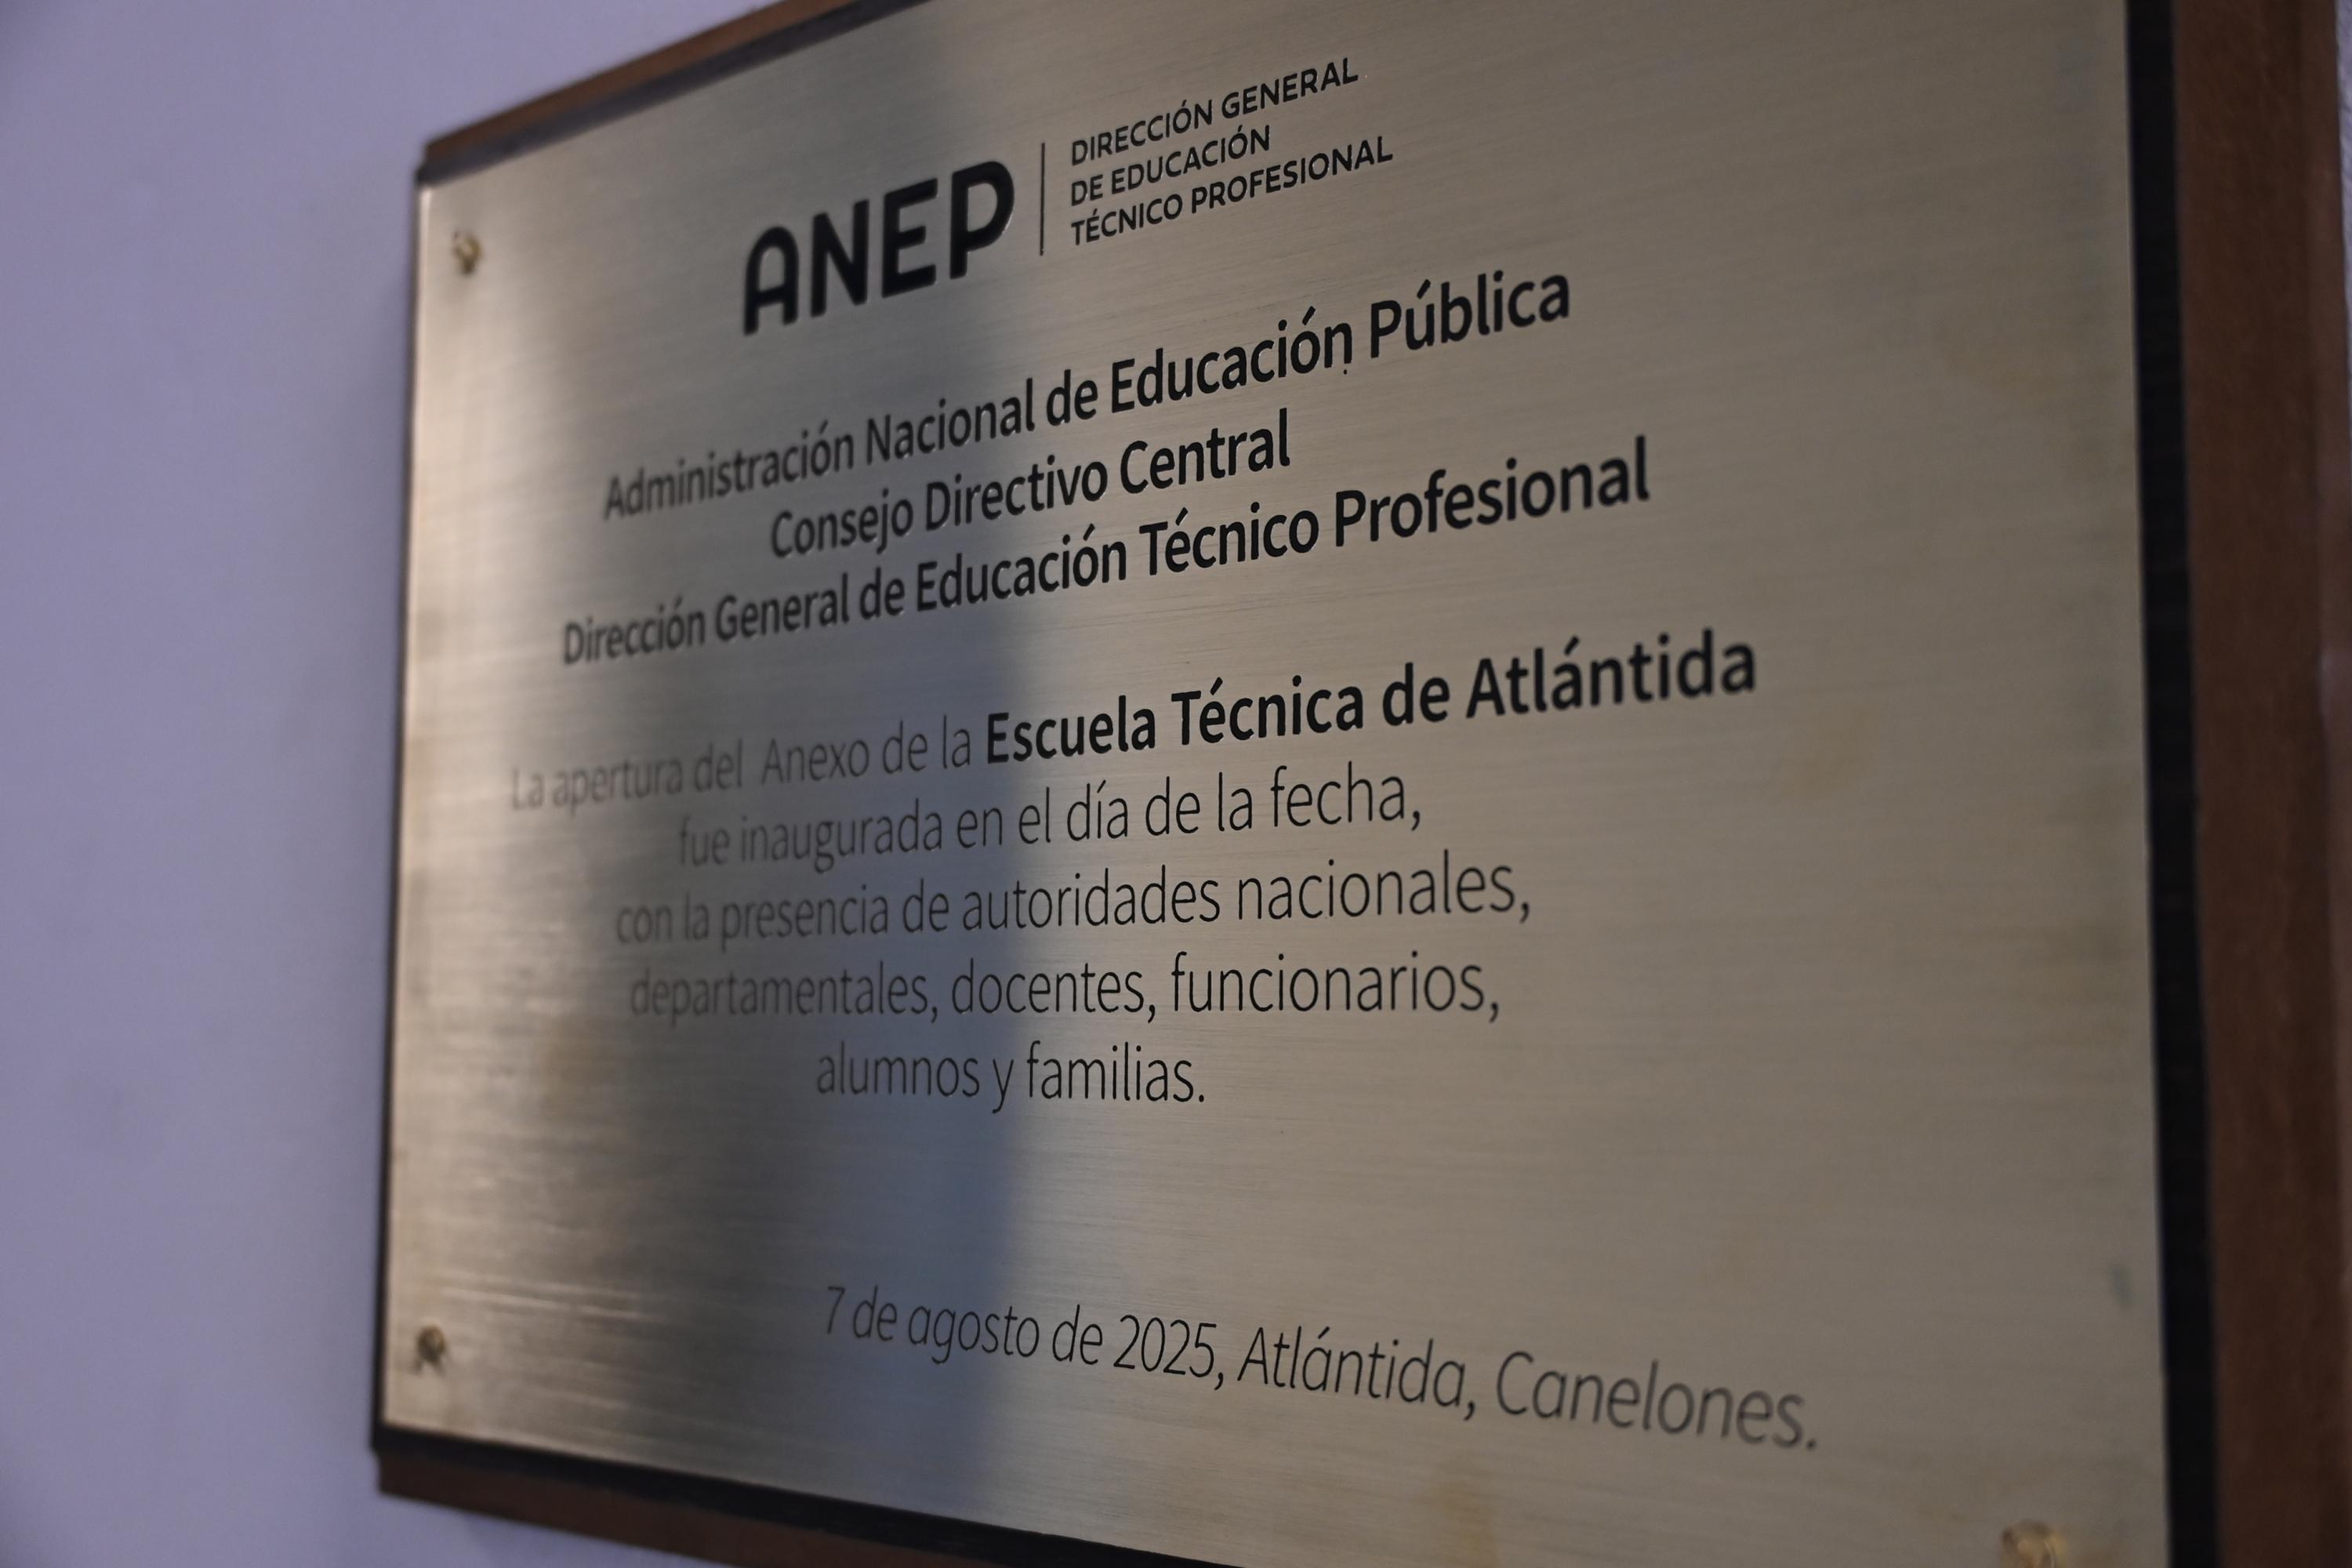 ANEP
DIRECCIÓN GENERAL
DE EDUCACIÓN
TÉCNICO PROFESIONAL
Administración Nacional de Educación Pública
Consejo Directivo Central
Dirección General de Educación Técnico Profesional
La apertura del Anexo de la Escuela Técnica de Atlántida
fue inaugurada en el día de la fecha,
con la presencia de autoridades nacionales,
departamentales, docentes, funcionarios,
alumnos y familias.
7 de agosto de 2025, Atlántida, Canelones.